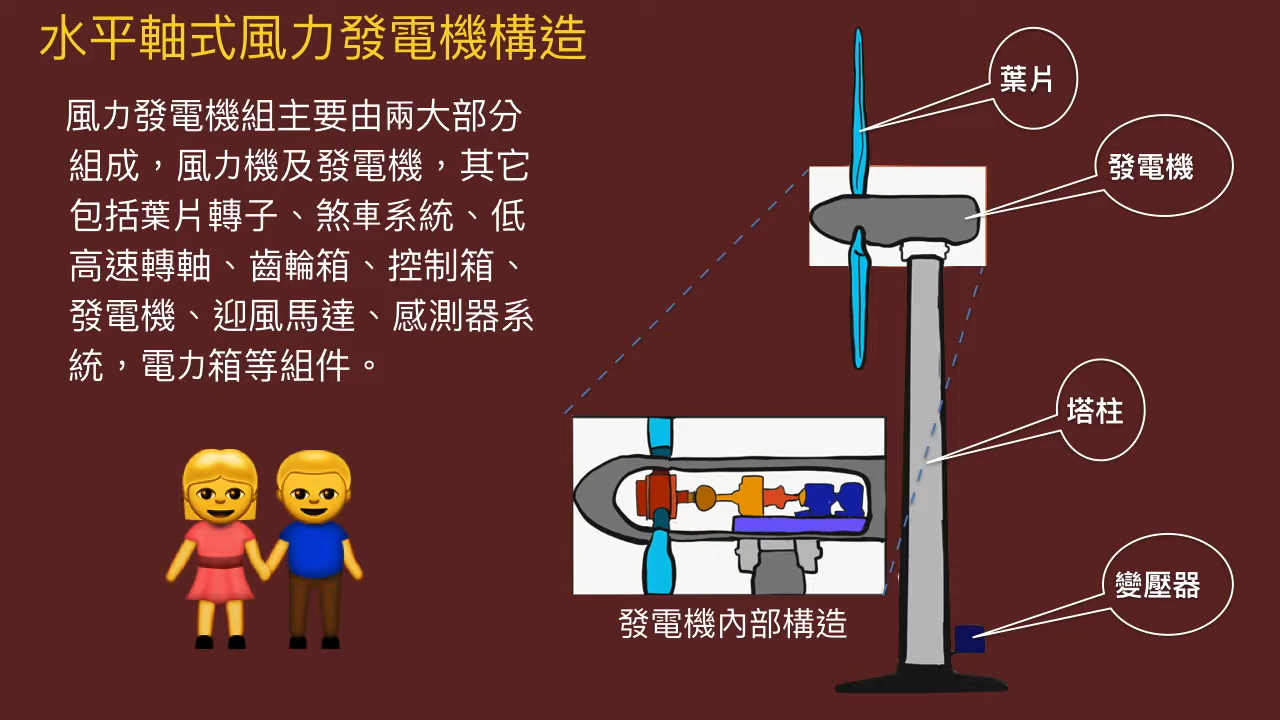 水平軸式風力發電機構造
風力發電機組主要由兩大部分
組成，風力機及發電機，其它
包括葉片轉子、煞車系統、低
高速轉軸、齒輪箱、控制箱、
發電機、迎風馬達、感測器系
統，電力箱等組件。
葉片
發電機
塔柱
變壓器
發電機內部構造